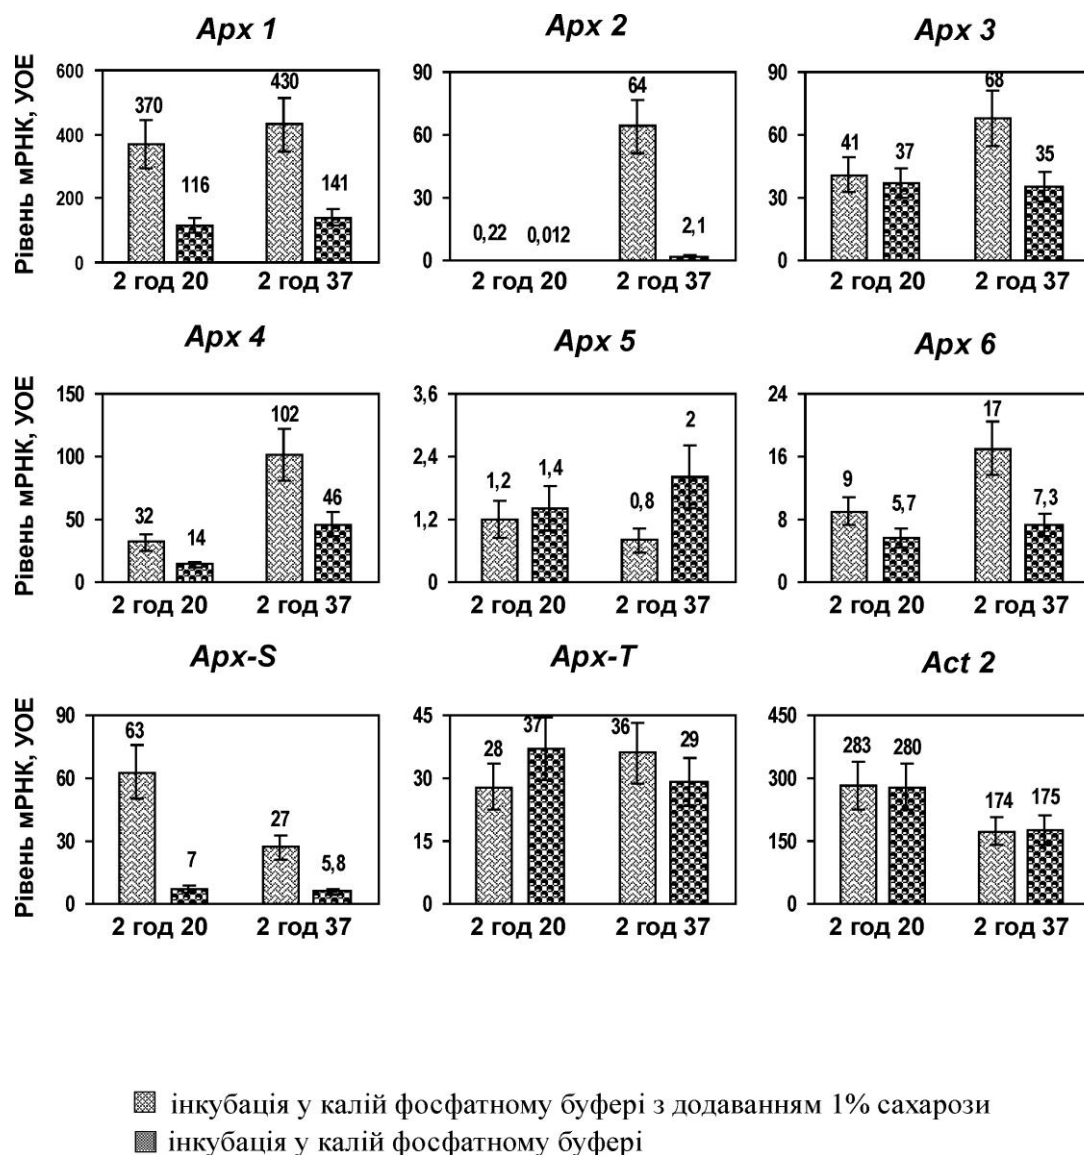 Apx 1
Apx 2
Apx 3
Рівень мРНК, УОЕ
600
400
200
0
370
116
430
141
2 год 20
2 год 37
90
60
30
0
0,22
0,012
64
2,1
2 год 20
2 год 37
90
60
30
0
41
37
68
35
2 год 20
2 год 37
Apx 4
Apx 5
Apx 6
Рівень мРНК, УОЕ
150
100
50
0
32
14
102
46
2 год 20
2 год 37
3,6
2,4
1,2
0
1,2
1,4
0,8
2
2 год 20
2 год 37
24
16
8
0
9
5,7
17
7,3
2 год 20
2 год 37
Apx-S
Apx-T
Act 2
Рівень мРНК, УОЕ
90
60
30
0
63
7
27
5,8
2 год 20
2 год 37
45
30
15
0
28
37
36
29
2 год 20
2 год 37
450
300
150
0
283
280
174
175
2 год 20
2 год 37
інкубація у калій фосфатному буфері з додаванням 1% сахарози
інкубація у калій фосфатному буфері